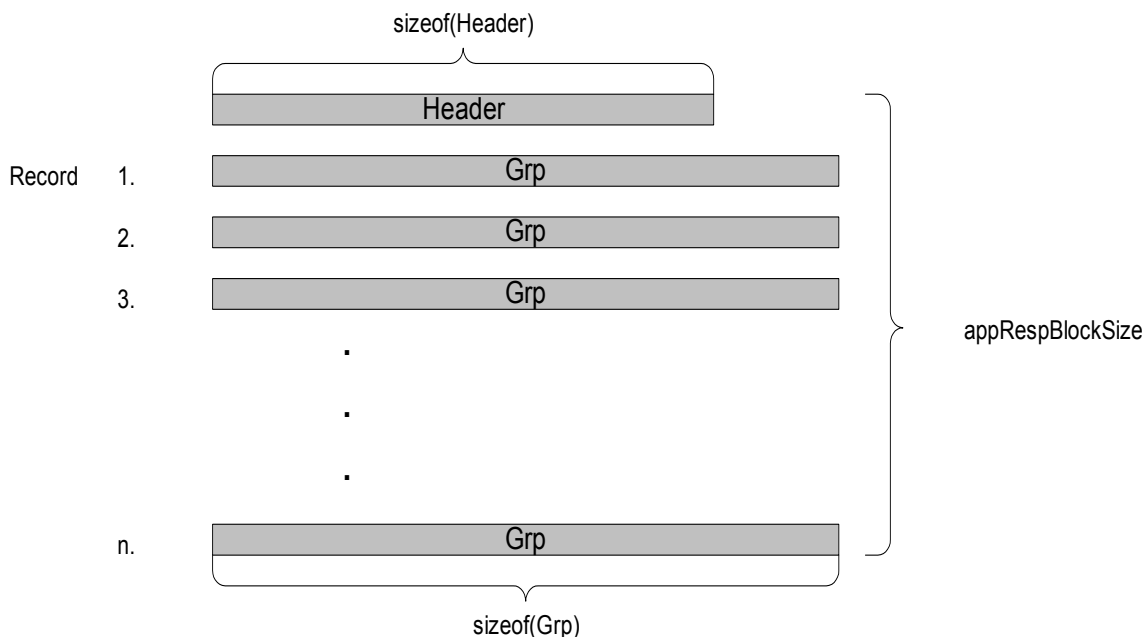 sizeof(Header)
Header
Record 1. Grp
2. Grp
3. Grp
.
.
.
appRespBlockSize
n. Grp
sizeof(Grp)